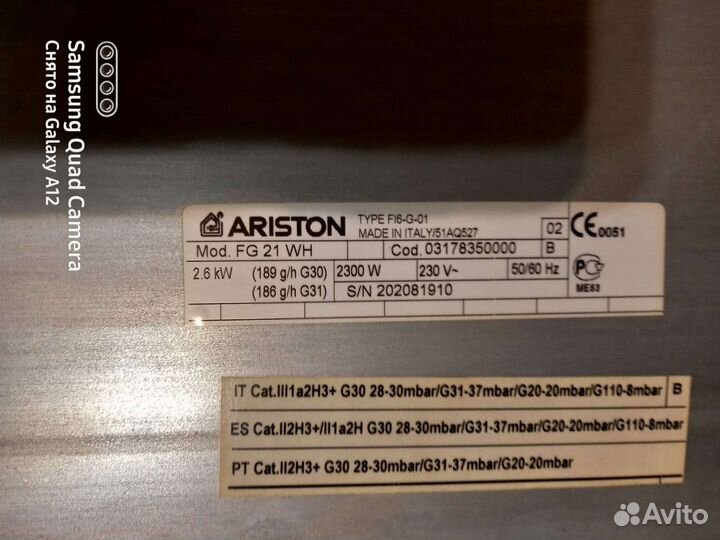 Samsung Quad Camera
Снято на Galaxy A12
ARISTON TYPE FI6-G-01
MADE IN ITALY/51AQ527 02 CE 0051
Mod. FG 21 WH Cod. 03178350000 B
2.6 kW (189 g/h G30) 2300 W 230 V~ 50/60 Hz
(186 g/h G31) S/N 202081910 ME83
IT Cat.III1a2H3+ G30 28-30mbar/G31-37mbar/G20-20mbar/G110-8mbar B
ES Cat.II2H3+/II1a2H G30 28-30mbar/G31-37mbar/G20-20mbar/G110-8mbar
PT Cat.II2H3+ G30 28-30mbar/G31-37mbar/G20-20mbar
Avito